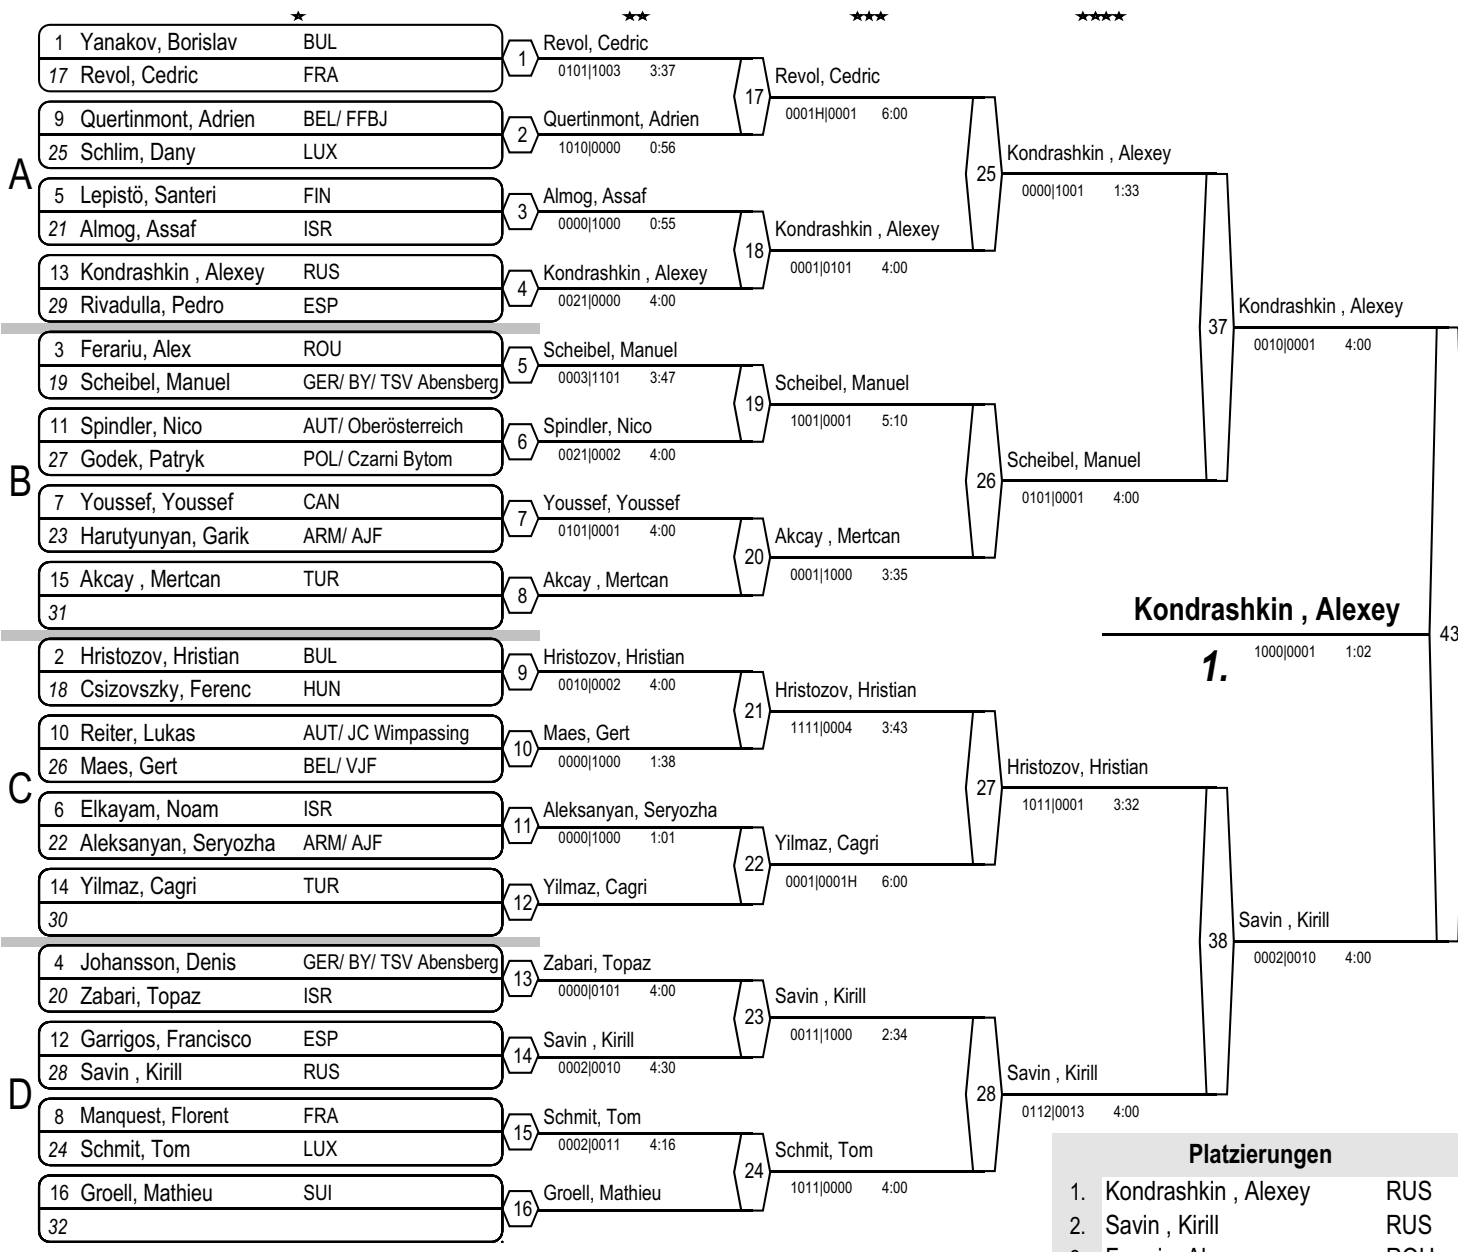 A
1 Yanakov, Borislav BUL
17 Revol, Cedric FRA
9 Quertinmont, Adrien BEL/ FFBJ
25 Schlim, Dany LUX
5 Lepistö, Santeri FIN
21 Almog, Assaf ISR
13 Kondrashkin , Alexey RUS
29 Rivadulla, Pedro ESP
B
3 Ferariu, Alex ROU
19 Scheibel, Manuel GER/ BY/ TSV Abensberg
11 Spindler, Nico AUT/ Oberösterreich
27 Godek, Patryk POL/ Czarni Bytom
7 Youssef, Youssef CAN
23 Harutyunyan, Garik ARM/ AJF
15 Akcay , Mertcan TUR
31
C
2 Hristozov, Hristian BUL
18 Csizovszky, Ferenc HUN
10 Reiter, Lukas AUT/ JC Wimpassing
26 Maes, Gert BEL/ VJF
6 Elkayam, Noam ISR
22 Aleksanyan, Seryozha ARM/ AJF
14 Yilmaz, Cagri TUR
30
D
4 Johansson, Denis GER/ BY/ TSV Abensberg
20 Zabari, Topaz ISR
12 Garrigos, Francisco ESP
28 Savin , Kirill RUS
8 Manquest, Florent FRA
24 Schmit, Tom LUX
16 Groell, Mathieu SUI
32
1 Revol, Cedric
0101|1003 3:37
2 Quertinmont, Adrien
1010|0000 0:56
3 Almog, Assaf
0000|1000 0:55
4 Kondrashkin , Alexey
0021|0000 4:00
5 Scheibel, Manuel
0003|1101 3:47
6 Spindler, Nico
0021|0002 4:00
7 Youssef, Youssef
0101|0001 4:00
8 Akcay , Mertcan
9 Hristozov, Hristian
0010|0002 4:00
10 Maes, Gert
0000|1000 1:38
11 Aleksanyan, Seryozha
0000|1000 1:01
12 Yilmaz, Cagri
13 Zabari, Topaz
0000|0101 4:00
14 Savin , Kirill
0002|0010 4:30
15 Schmit, Tom
0002|0011 4:16
16 Groell, Mathieu
17 Revol, Cedric
0001H|0001 6:00
18 Kondrashkin , Alexey
0001|0101 4:00
19 Scheibel, Manuel
1001|0001 5:10
20 Akcay , Mertcan
0001|1000 3:35
21 Hristozov, Hristian
1111|0004 3:43
22 Yilmaz, Cagri
0001|0001H 6:00
23 Savin , Kirill
0011|1000 2:34
24 Schmit, Tom
1011|0000 4:00
25 Kondrashkin , Alexey
0000|1001 1:33
26 Scheibel, Manuel
0101|0001 4:00
27 Hristozov, Hristian
1011|0001 3:32
28 Savin , Kirill
0112|0013 4:00
37 Kondrashkin , Alexey
0010|0001 4:00
38 Savin , Kirill
0002|0010 4:00
Kondrashkin , Alexey
43
1. 1000|0001 1:02
Platzierungen
1. Kondrashkin , Alexey RUS
2. Savin , Kirill RUS